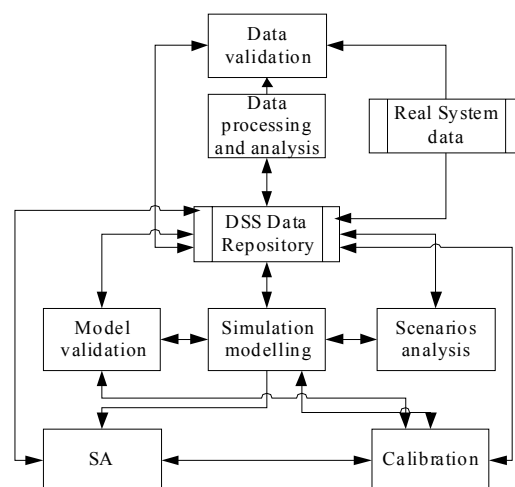 Data
validation
Data
processing
and analysis
Real System
data
DSS Data
Repository
Model
validation
Simulation
modelling
Scenarios
analysis
SA
Calibration